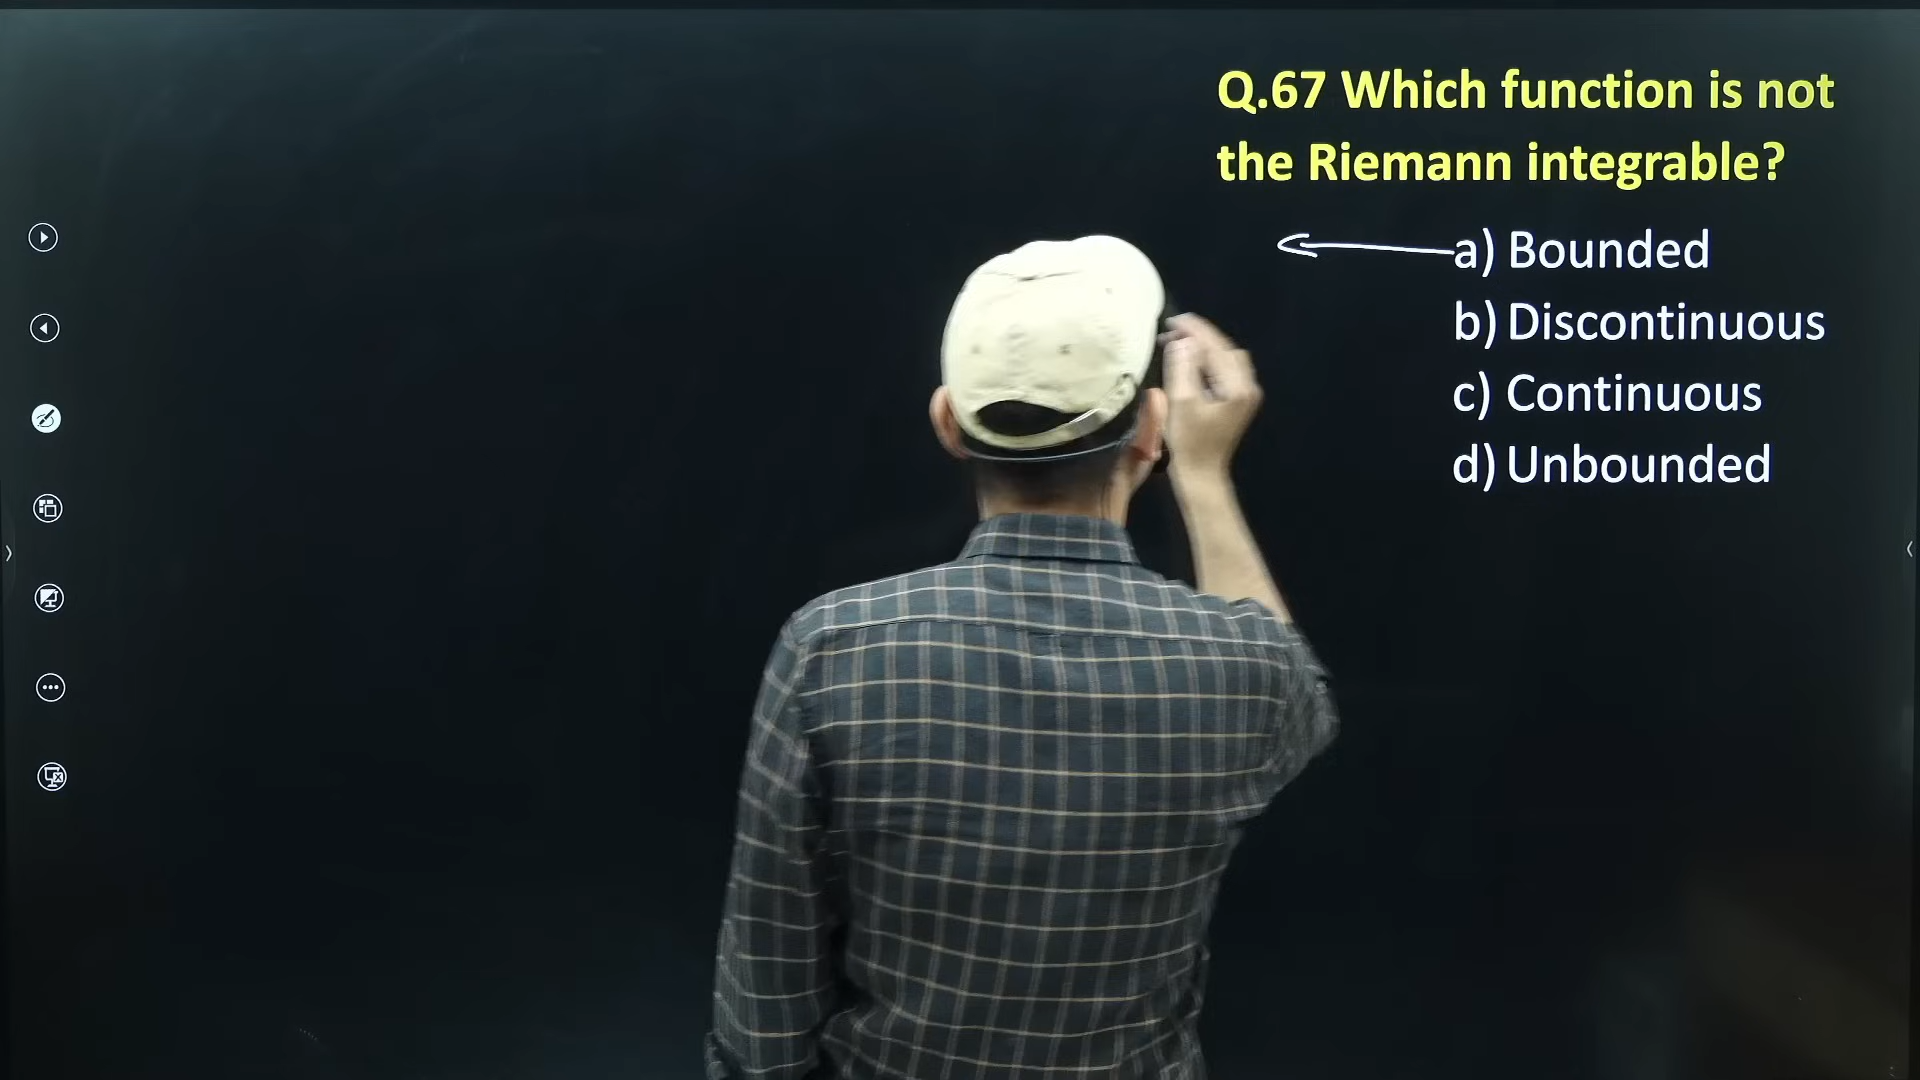 Q.67 Which function is not
the Riemann integrable?
a) Bounded
b) Discontinuous
c) Continuous
d) Unbounded